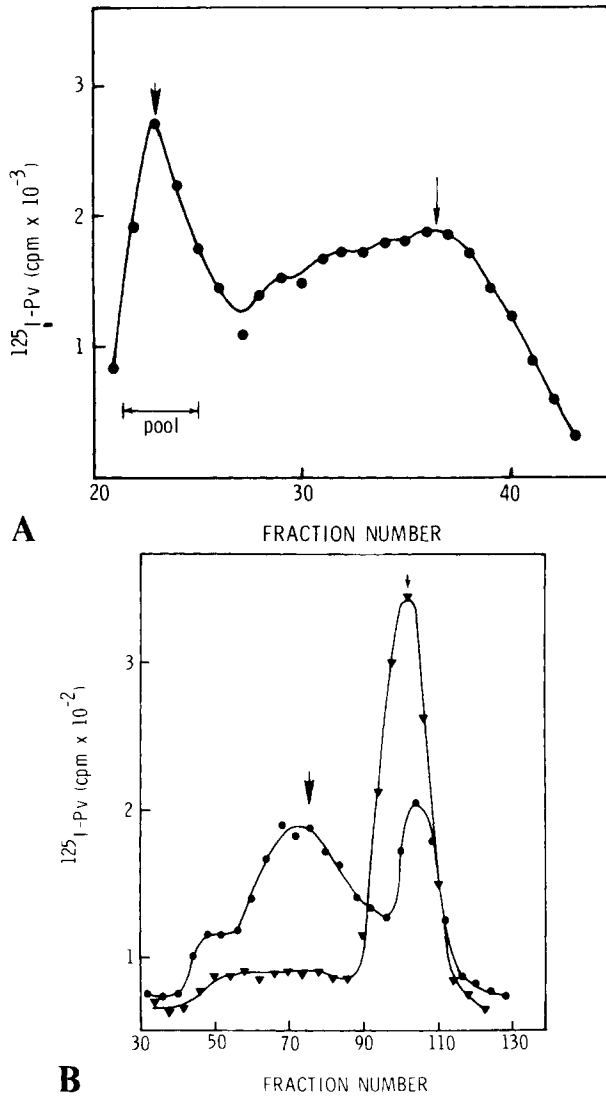 3
2
1
¹²⁵I-Pv (cpm x 10⁻³)
pool
20
30
40
A
FRACTION NUMBER
3
2
1
¹²⁵I-Pv (cpm x 10⁻²)
30
50
70
90
110
130
B
FRACTION NUMBER